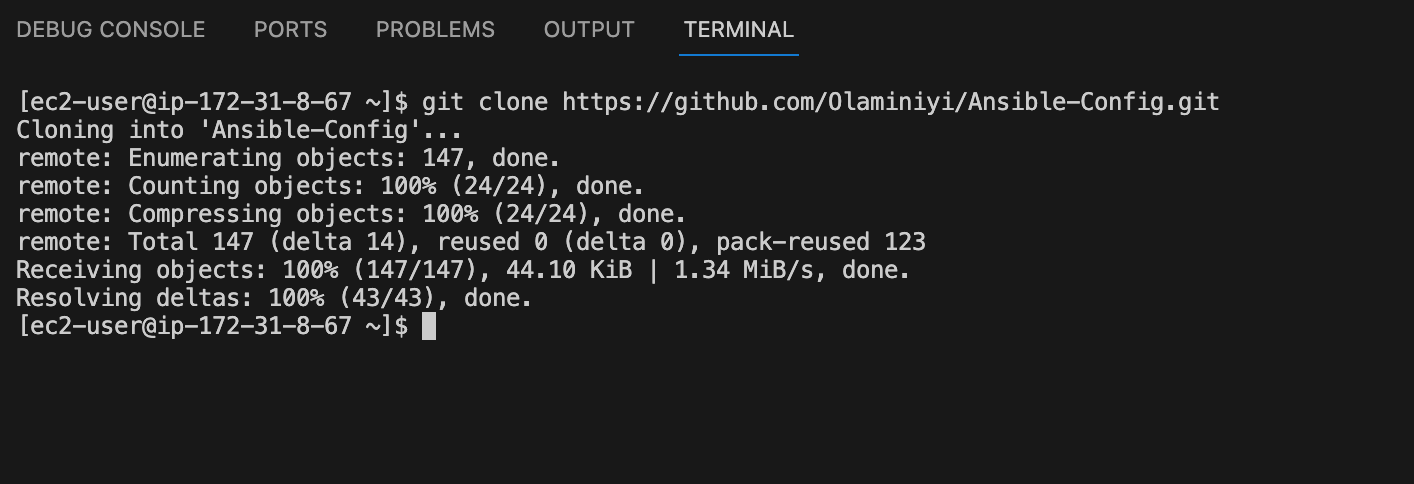 DEBUG CONSOLE PORTS PROBLEMS OUTPUT TERMINAL
[ec2-user@ip-172-31-8-67 ~]$ git clone https://github.com/Olaminiyi/Ansible-Config.git
Cloning into 'Ansible-Config'...
remote: Enumerating objects: 147, done.
remote: Counting objects: 100% (24/24), done.
remote: Compressing objects: 100% (24/24), done.
remote: Total 147 (delta 14), reused 0 (delta 0), pack-reused 123
Receiving objects: 100% (147/147), 44.10 KiB | 1.34 MiB/s, done.
Resolving deltas: 100% (43/43), done.
[ec2-user@ip-172-31-8-67 ~]$